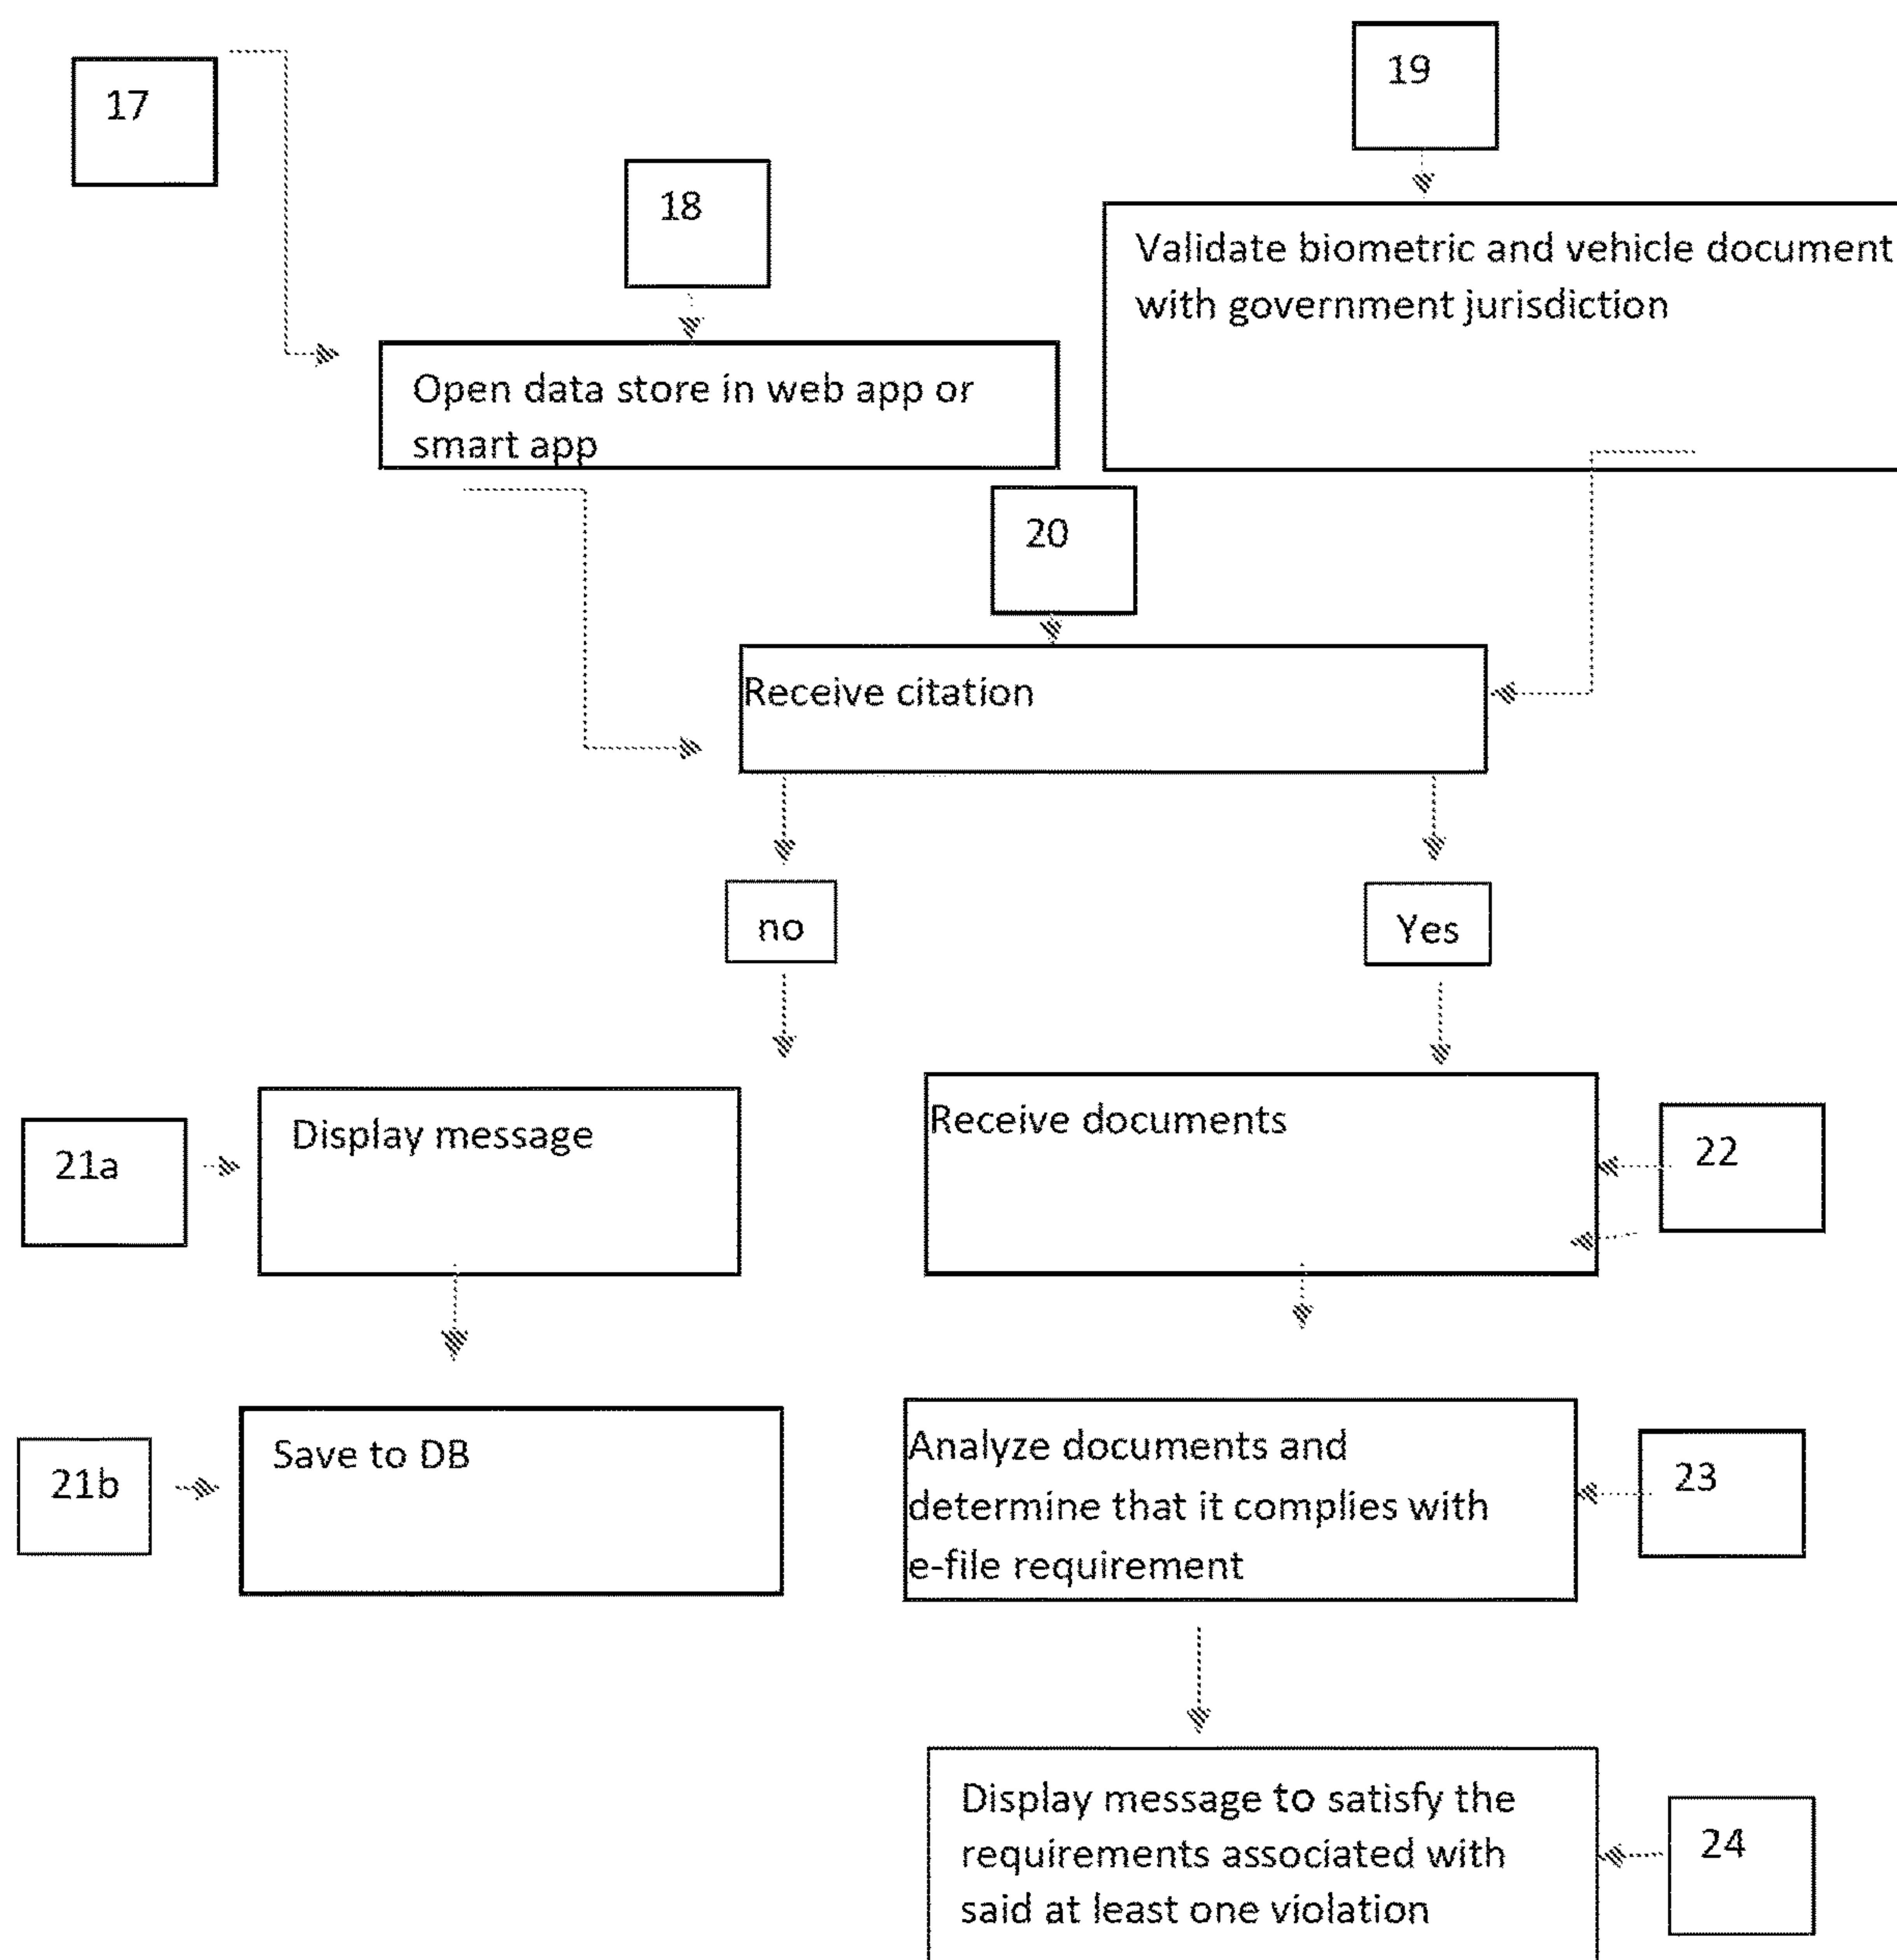 17
19
18
Validate biometric and vehicle document
with government jurisdiction
Open data store in web app or
smart app
20
Receive citation
no
Yes
21a
Display message
Receive documents
22
21b
Save to DB
Analyze documents and
determine that it complies with
e-file requirement
23
Display message to satisfy the
requirements associated with
said at least one violation
24